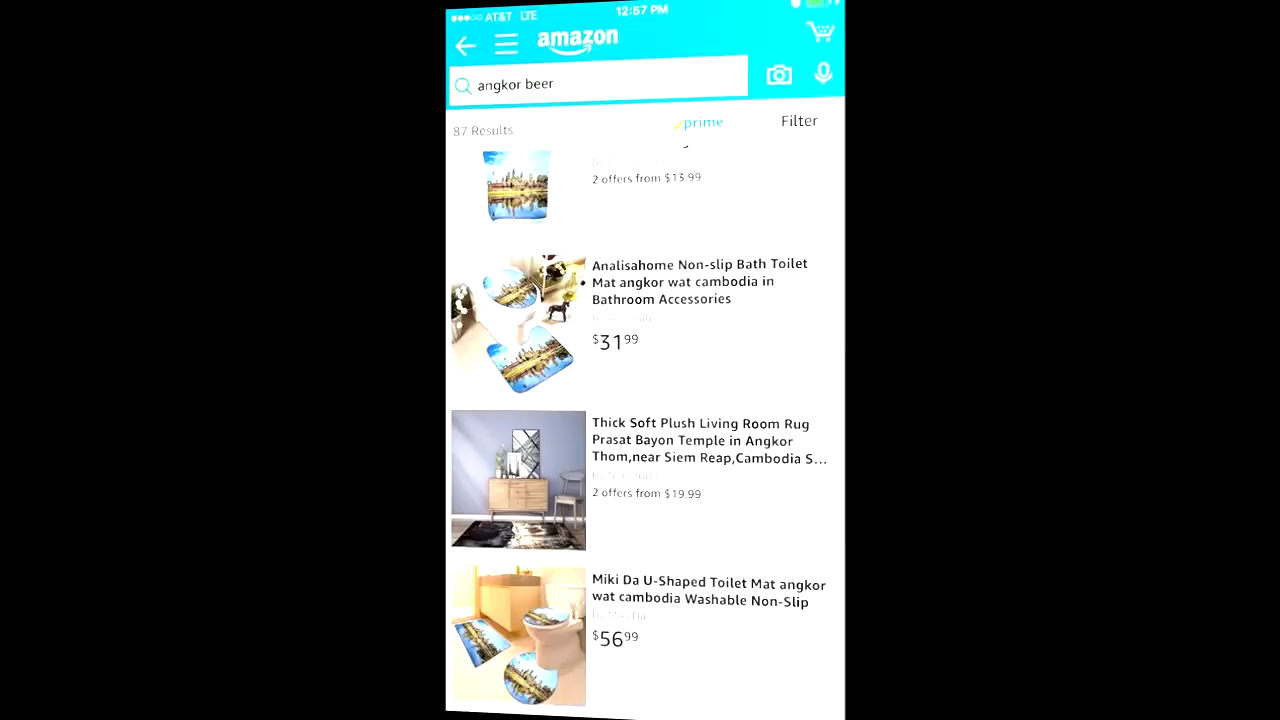 AT&T LTE
12:57 PM
amazon
angkor beer
87 Results
prime
Filter
2 offers from $13.99
Analisahome Non-slip Bath Toilet
Mat angkor wat cambodia in
Bathroom Accessories
$31.99
Thick Soft Plush Living Room Rug
Prasat Bayon Temple in Angkor
Thom,near Siem Reap,Cambodia S...
2 offers from $19.99
Miki Da U-Shaped Toilet Mat angkor
wat cambodia Washable Non-Slip
$56.99